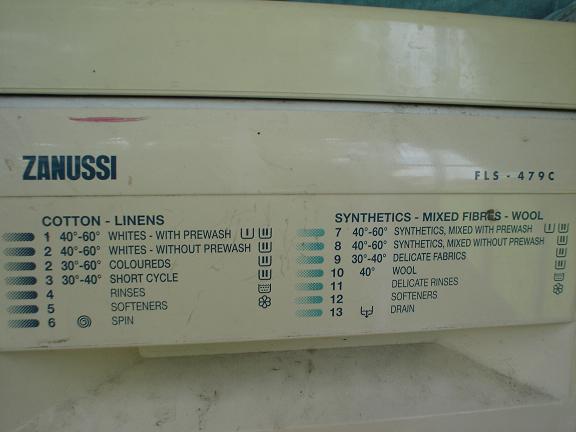 ZANUSSI
FLS - 479C
COTTON - LINENS
1 40°-60° WHITES - WITH PREWASH
2 40°-60° WHITES - WITHOUT PREWASH
2 30°-60° COLOUREDS
3 30°-40° SHORT CYCLE
4 RINSES
5 SOFTENERS
6 SPIN
SYNTHETICS - MIXED FIBRES - WOOL
7 40°-60° SYNTHETICS, MIXED WITH PREWASH
8 40°-60° SYNTHETICS, MIXED WITHOUT PREWASH
9 30°-40° DELICATE FABRICS
10 40° WOOL
11 DELICATE RINSES
12 SOFTENERS
13 DRAIN